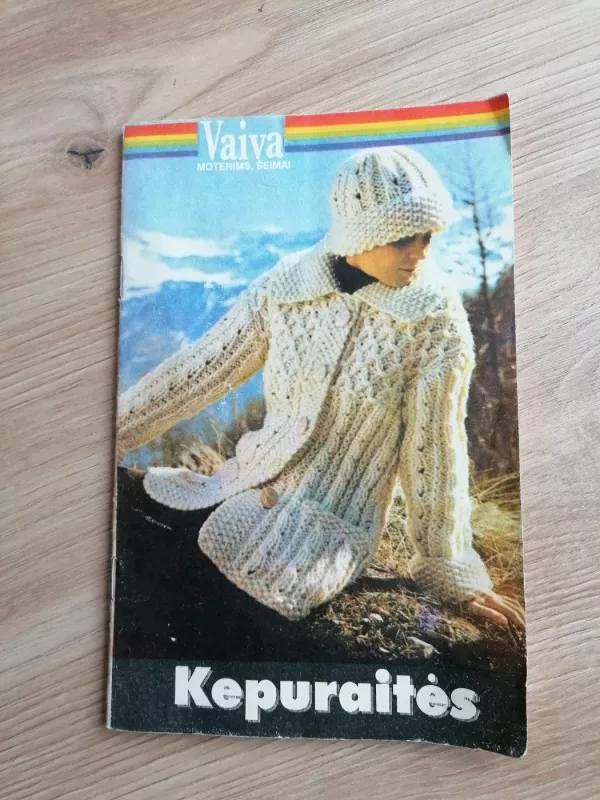 Vaiva
MOTERIMS, ŠEIMAI
Kepuraitės